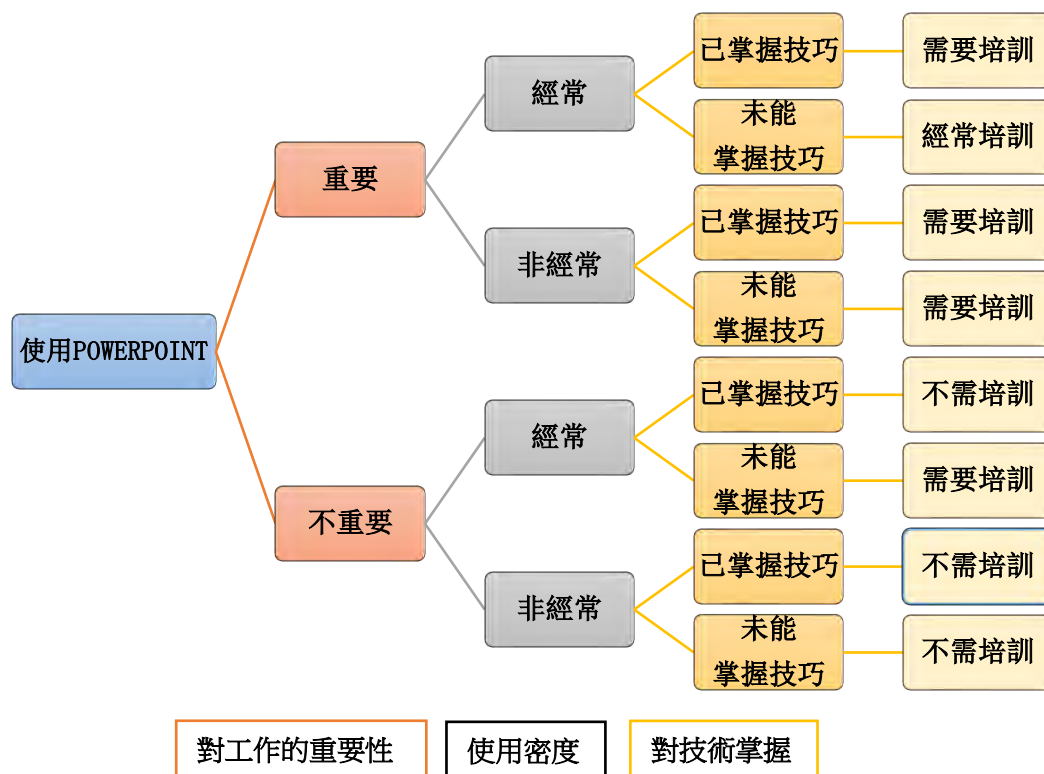 使用POWERPOINT
重要
經常
已掌握技巧
需要培訓
未能
掌握技巧
經常培訓
非經常
已掌握技巧
需要培訓
未能
掌握技巧
需要培訓
不重要
經常
已掌握技巧
不需培訓
未能
掌握技巧
需要培訓
非經常
已掌握技巧
不需培訓
未能
掌握技巧
不需培訓
對工作的重要性
使用密度
對技術掌握